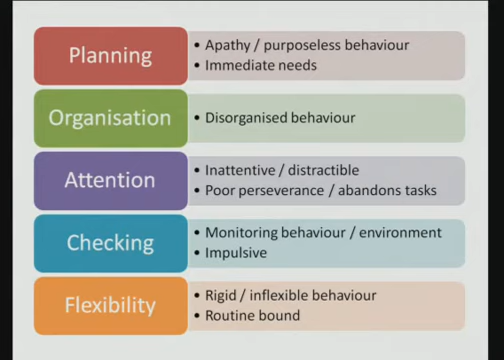 Planning
• Apathy / purposeless behaviour
• Immediate needs
Organisation
• Disorganised behaviour
Attention
• Inattentive / distractible
• Poor perseverance / abandons tasks
Checking
• Monitoring behaviour / environment
• Impulsive
Flexibility
• Rigid / inflexible behaviour
• Routine bound